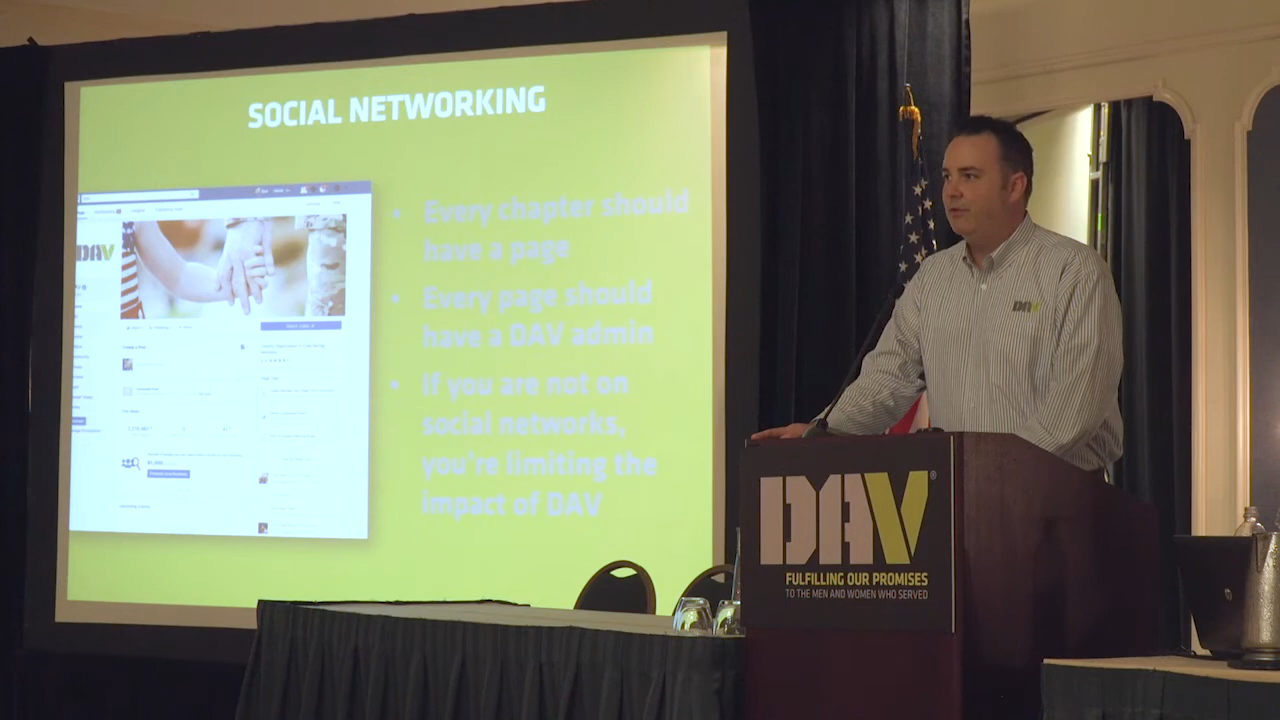 SOCIAL NETWORKING
• Every chapter should
have a page
• Every page should
have a DAV admin
• If you are not on
social networks,
you're limiting the
impact of DAV
DAV
DAV
DAV®
FULFILLING OUR PROMISES
TO THE MEN AND WOMEN WHO SERVED